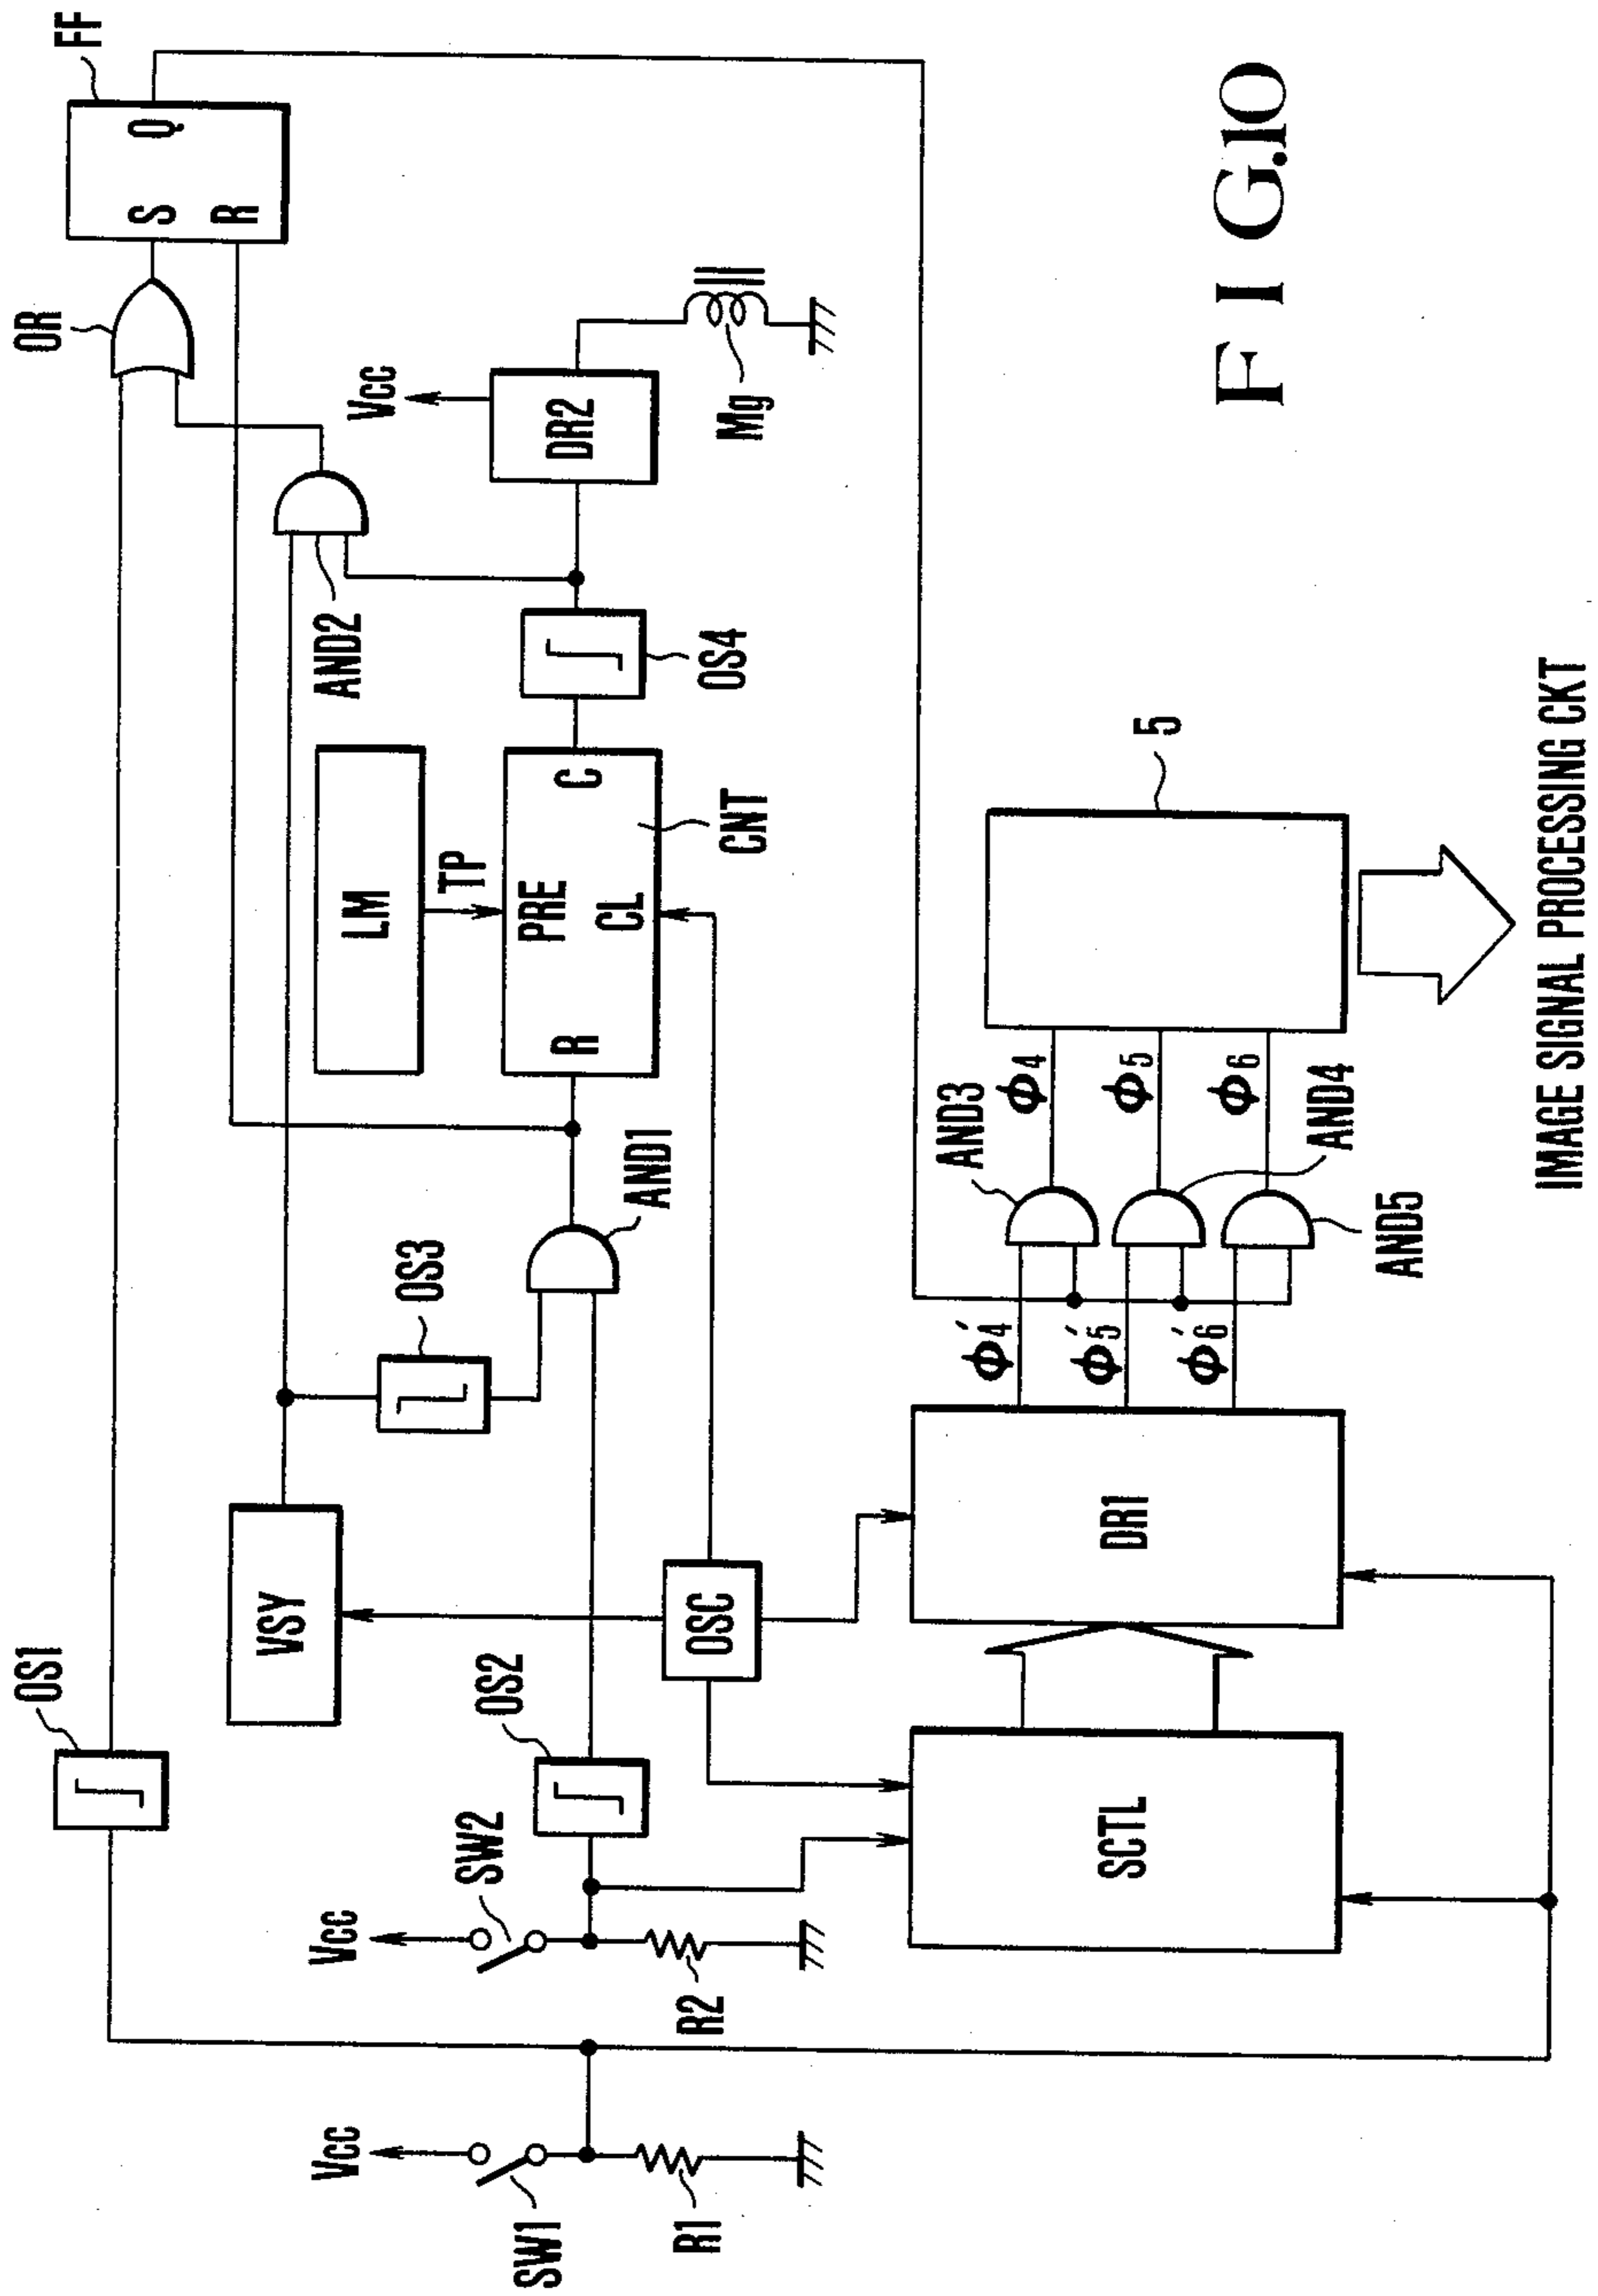 OS1
OR
FF
S
Q
R
VSY
OS3
LM
TP
AND2
Vcc
DR2
Mg
PRE
R
C
CL
CNT
OS4
AND1
Vcc
SW2
OS2
R2
OSC
Vcc
SW1
R1
SCTL
DR1
ϕ′4
ϕ′5
ϕ′6
AND3
AND4
AND5
ϕ4
ϕ5
ϕ6
5
IMAGE SIGNAL PROCESSING CKT
FIG.10